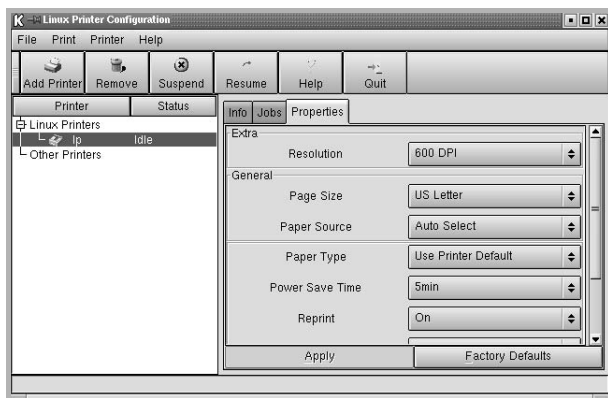 Linux Printer Configuration
File Print Printer Help
Add Printer Remove Suspend Resume Help Quit
Printer Status
Linux Printers
lp Idle
Other Printers
Info Jobs Properties
Extra
Resolution 600 DPI
General
Page Size US Letter
Paper Source Auto Select
Paper Type Use Printer Default
Power Save Time 5min
Reprint On
Apply Factory Defaults